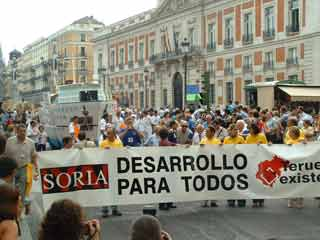 SORIA
DESARROLLO
PARA TODOS
Teruel
existe